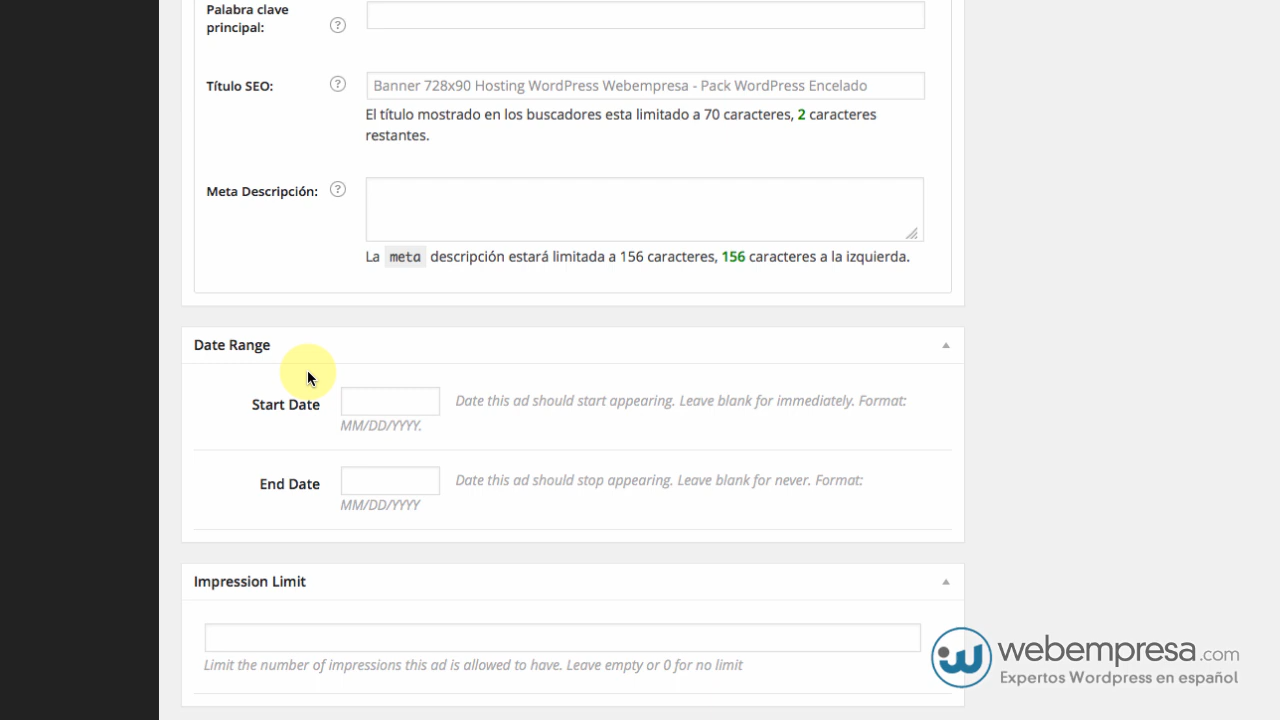 Palabra clave
principal:
?
Título SEO:
?
Banner 728x90 Hosting WordPress Webempresa - Pack WordPress Encelado
El título mostrado en los buscadores esta limitado a 70 caracteres, 2 caracteres
restantes.
Meta Descripción:
?
La meta descripción estará limitada a 156 caracteres, 156 caracteres a la izquierda.
Date Range
Start Date
Date this ad should start appearing. Leave blank for immediately. Format:
MM/DD/YYYY.
End Date
Date this ad should stop appearing. Leave blank for never. Format:
MM/DD/YYYY
Impression Limit
Limit the number of impressions this ad is allowed to have. Leave empty or 0 for no limit
webempresa.com
Expertos Wordpress en español